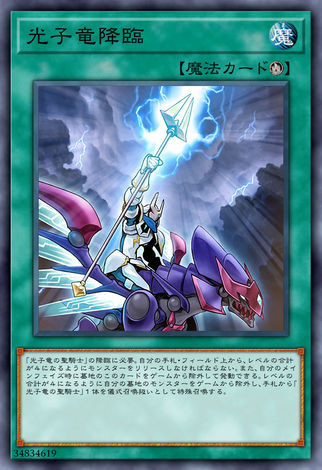 光子竜降臨
魔
【魔法カード】
「光子竜の聖騎士」の降臨に必要。自分の手札・フィールド上から、レベルの合計
が4になるようにモンスターをリリースしなければならない。また、自分のメイ
ンフェイズ時に墓地のこのカードをゲームから除外して発動できる。レベルの
合計が4になるように自分の墓地のモンスターをゲームから除外し、手札から「
光子竜の聖騎士」1体を儀式召喚扱いとして特殊召喚する。
34834619